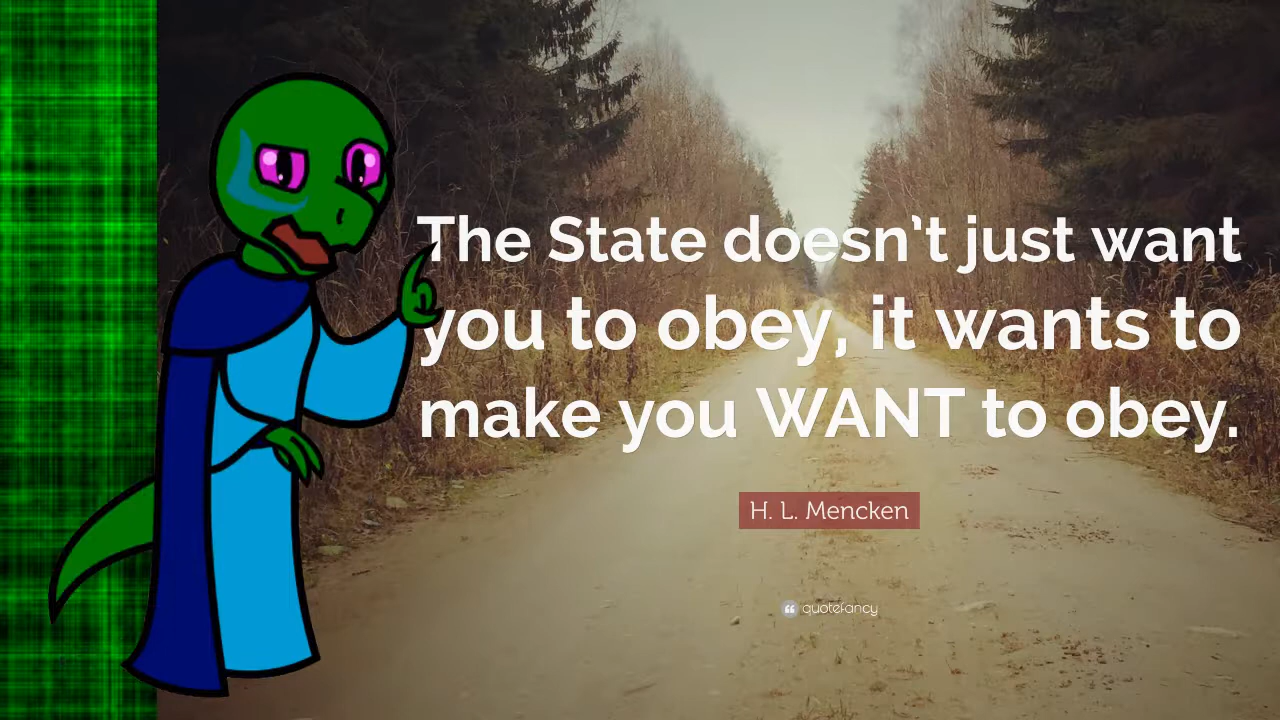 The State doesn’t just want
you to obey, it wants to
make you WANT to obey.
H. L. Mencken
quotefancy